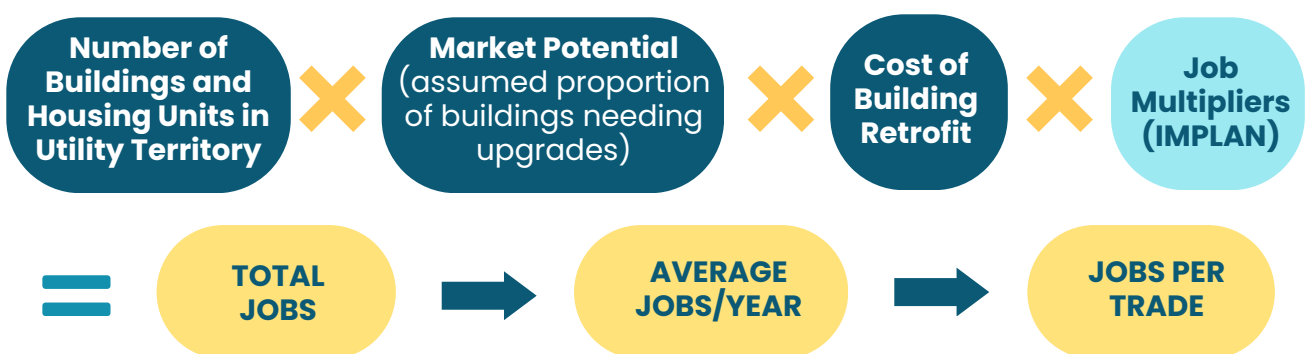 Number of
Buildings and
Housing Units in
Utility Territory
Market Potential
(assumed proportion
of buildings needing
upgrades)
Cost of
Building
Retrofit
Job
Multipliers
(IMPLAN)
TOTAL
JOBS
AVERAGE
JOBS/YEAR
JOBS PER
TRADE